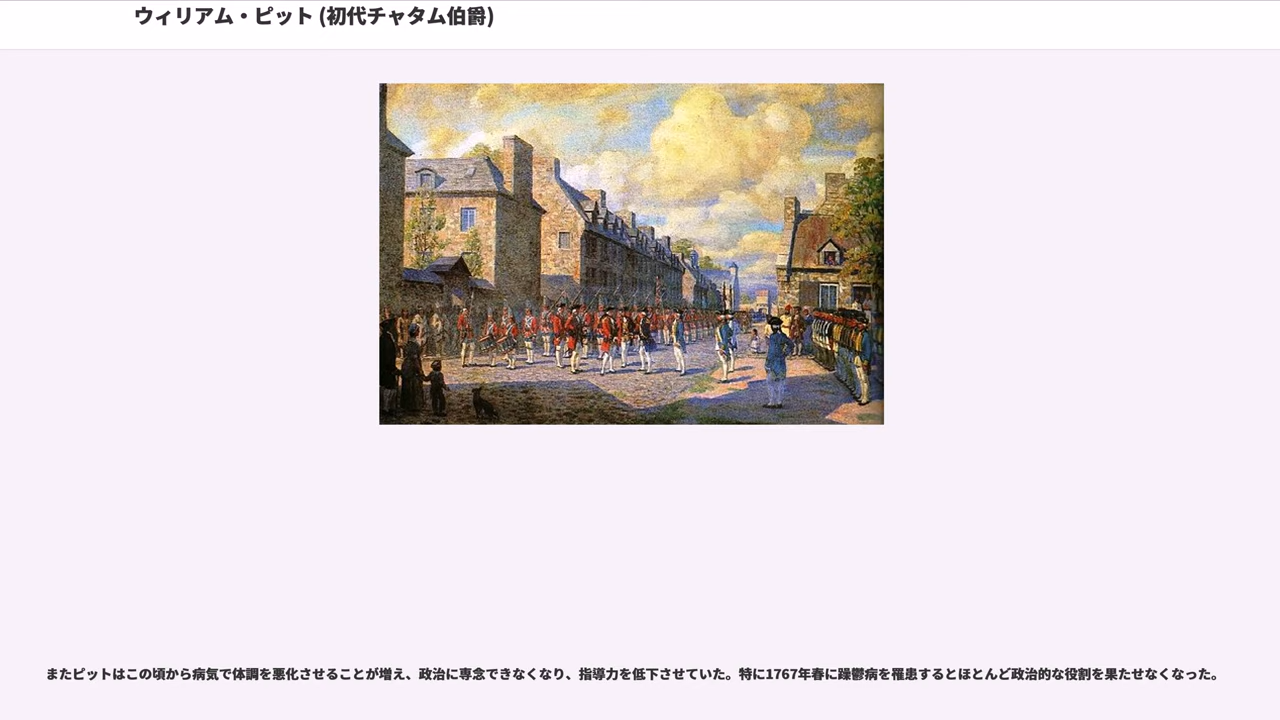 ウィリアム・ピット (初代チャタム伯爵)
またピットはこの頃から病気で体調を悪化させることが増え、政治に専念できなくなり、指導力を低下させていた。特に1767年春に躁鬱病を罹患するとほとんど政治的な役割を果たせなくなった。